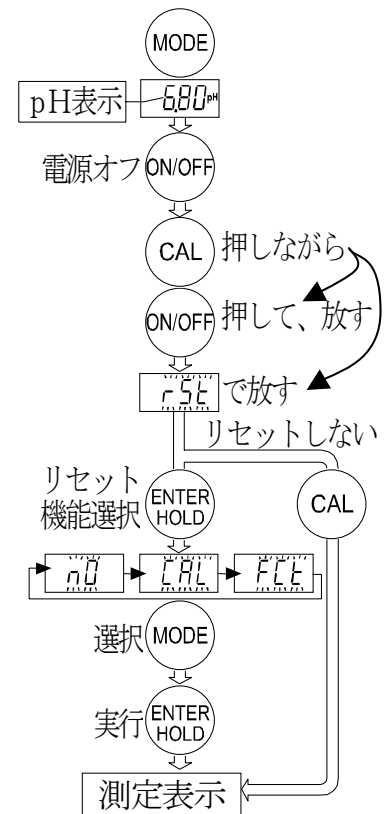 MODE
pH表示
6.80 pH
電源オフ
ON/OFF
CAL
押しながら
ON/OFF
押して、放す
rSt
で放す
リセットしない
リセット
機能選択
ENTER
HOLD
CAL
nO
CAL
FCt
選択
MODE
実行
ENTER
HOLD
測定表示